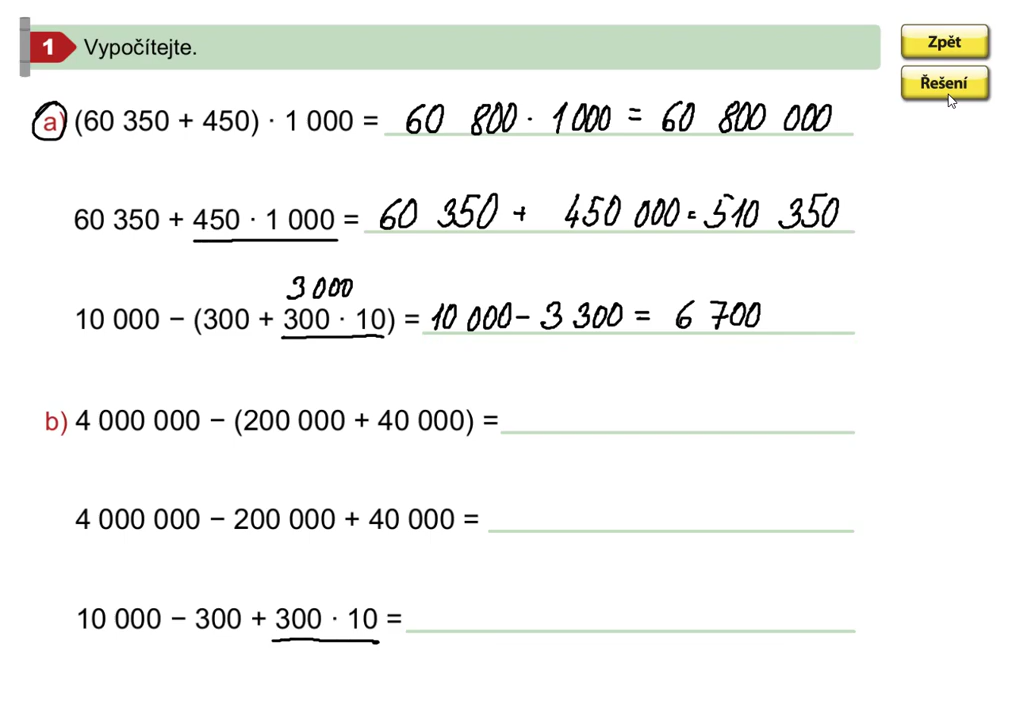 1 Vypočítejte.
Zpět
Řešení
a) (60 350 + 450) · 1 000 = 60 800 · 1 000 = 60 800 000
60 350 + 450 · 1 000 = 60 350 + 450 000 = 510 350
3 000
10 000 − (300 + 300 · 10) = 10 000 − 3 300 = 6 700
b) 4 000 000 − (200 000 + 40 000) =
4 000 000 − 200 000 + 40 000 =
10 000 − 300 + 300 · 10 =